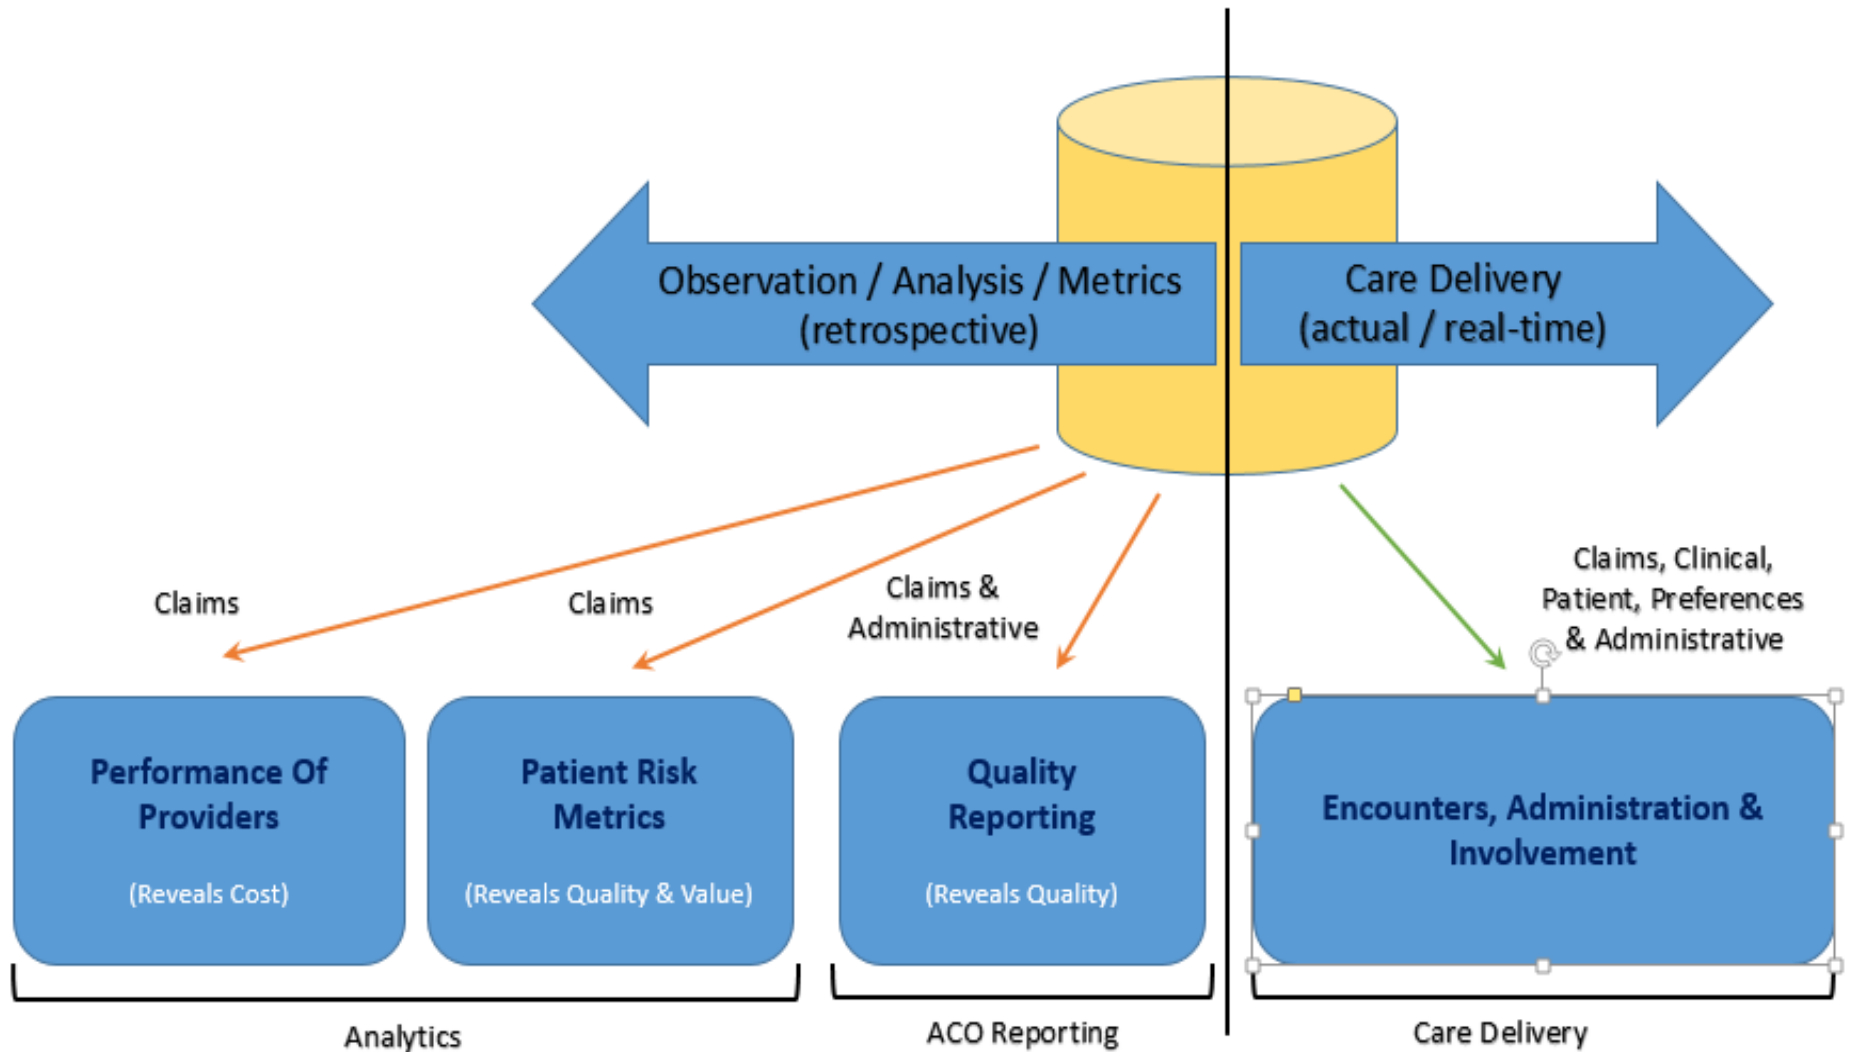 Observation / Analysis / Metrics
(retrospective)
Care Delivery
(actual / real-time)
Claims
Claims
Claims &
Administrative
Claims, Clinical,
Patient, Preferences
& Administrative
Performance Of
Providers
(Reveals Cost)
Patient Risk
Metrics
(Reveals Quality & Value)
Quality
Reporting
(Reveals Quality)
Encounters, Administration &
Involvement
Analytics
ACO Reporting
Care Delivery